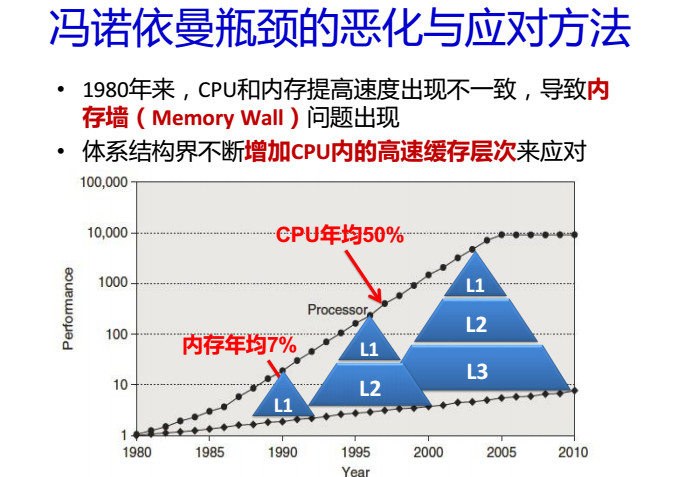 冯诺依曼瓶颈的恶化与应对方法
• 1980年来，CPU和内存提高速度出现不一致，导致内
存墙（Memory Wall）问题出现
• 体系结构界不断增加CPU内的高速缓存层次来应对
100,000
10,000
1000
100
10
1
Performance
CPU年均50%
Processor
内存年均7%
L1
L1
L2
L1
L2
L3
1980 1985 1990 1995 2000 2005 2010
Year